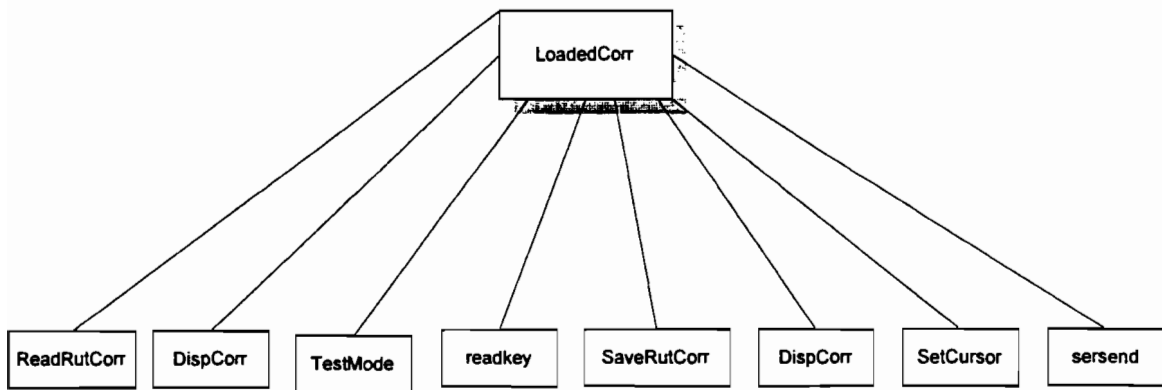 LoadedCorr
ReadRutCorr
DispCorr
TestMode
readkey
SaveRutCorr
DispCorr
SetCursor
sersend